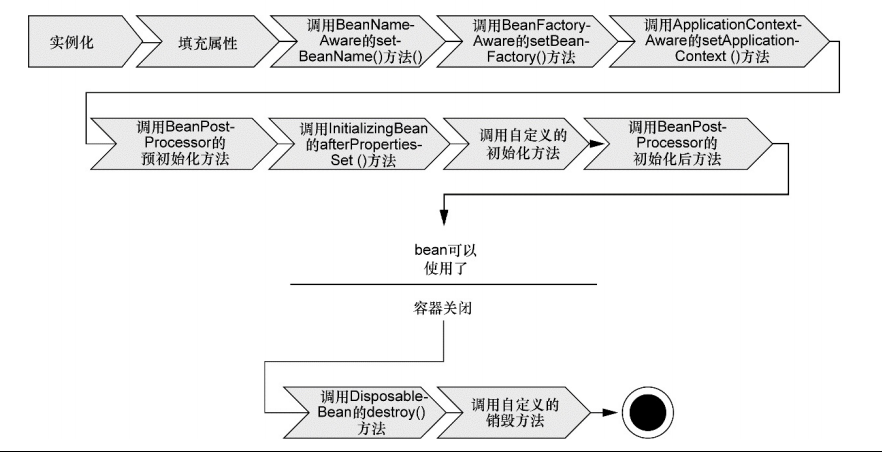 实例化
填充属性
调用BeanName-
Aware的set-
BeanName()方法()
调用BeanFactory-
Aware的setBean-
Factory()方法
调用ApplicationContext-
Aware的setApplication-
Context ()方法
调用BeanPost-
Processor的
预初始化方法
调用InitializingBean
的afterProperties-
Set ()方法
调用自定义的
初始化方法
调用BeanPost-
Processor的
初始化后方法
bean可以
使用了
容器关闭
调用Disposable-
Bean的destroy()
方法
调用自定义的
销毁方法